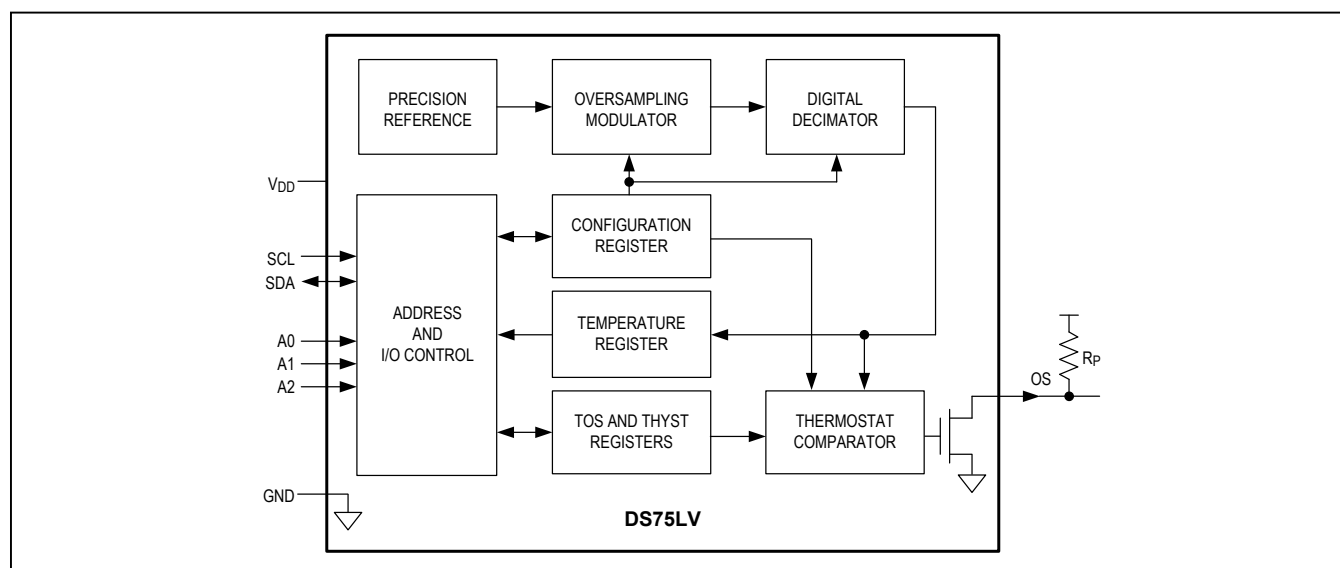 PRECISION
REFERENCE
OVERSAMPLING
MODULATOR
DIGITAL
DECIMATOR
VDD
SCL
SDA
A0
A1
A2
GND
ADDRESS
AND
I/O CONTROL
CONFIGURATION
REGISTER
TEMPERATURE
REGISTER
TOS AND THYST
REGISTERS
THERMOSTAT
COMPARATOR
OS
RP
DS75LV